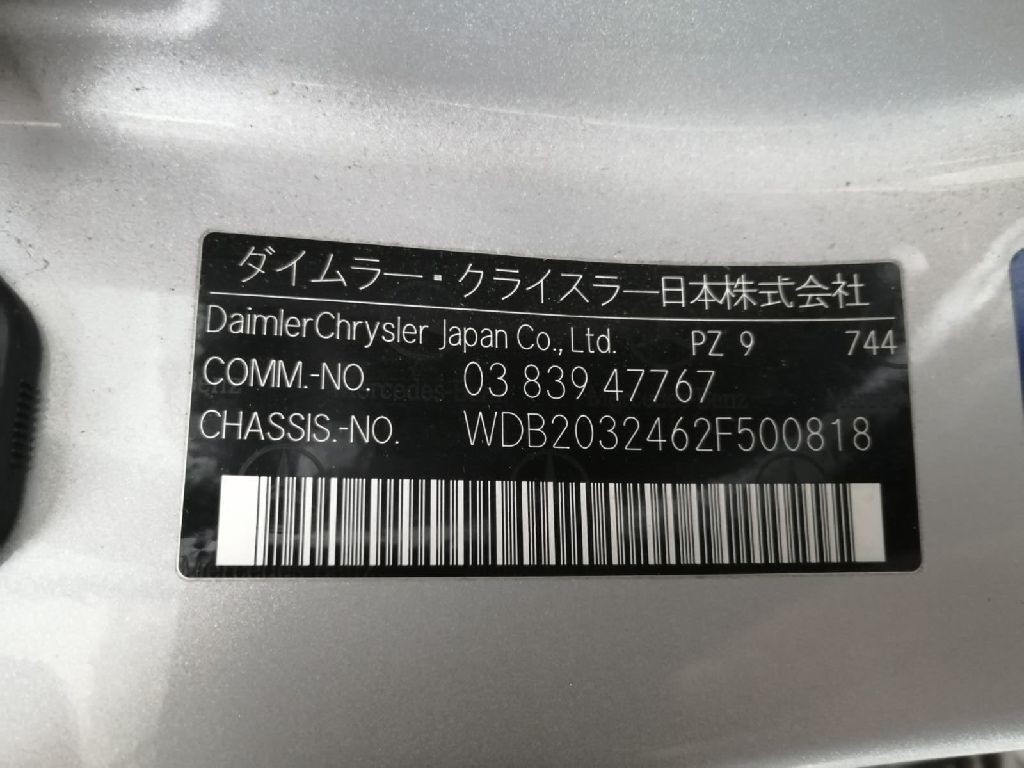 ダイムラー・クライスラー日本株式会社
DaimlerChrysler Japan Co., Ltd. PZ 9 744
COMM.-NO. 03 839 47767
CHASSIS.-NO. WDB2032462F500818